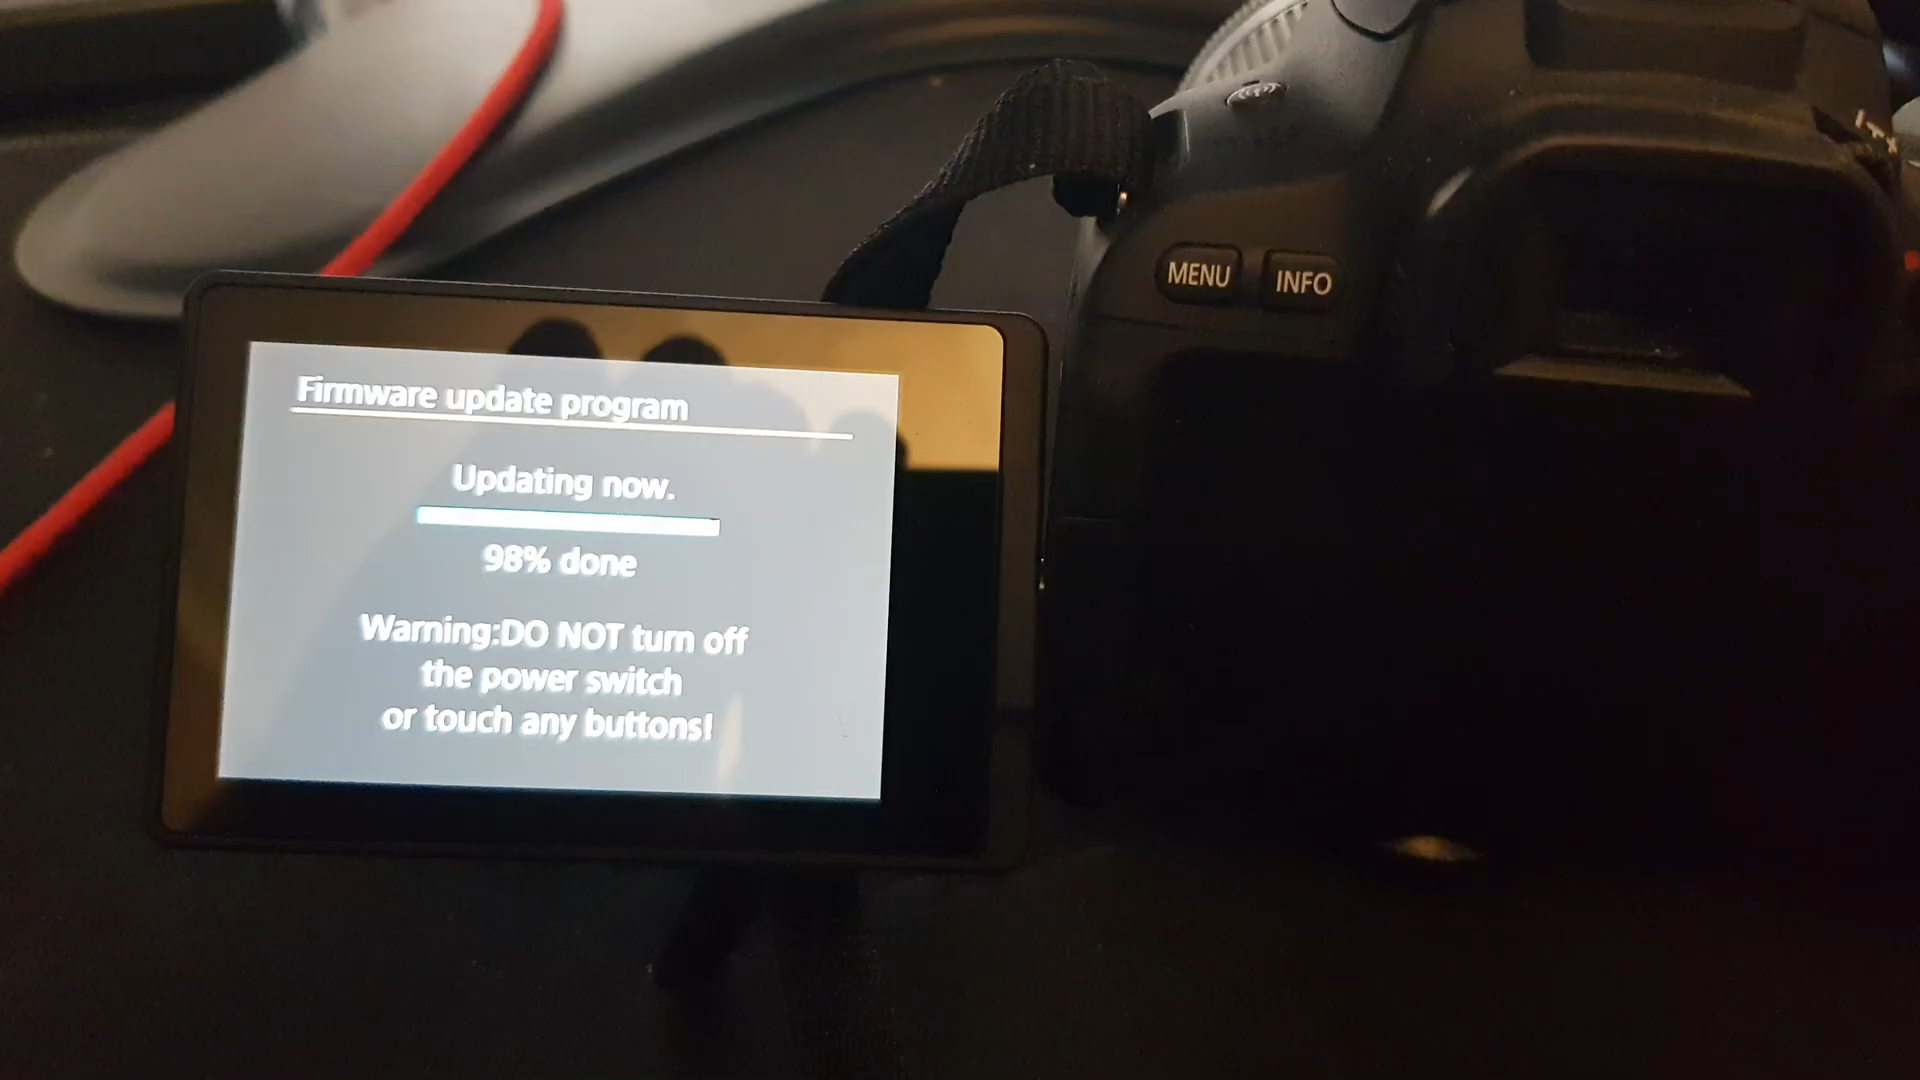 Firmware update program
Updating now.
98% done
Warning:DO NOT turn off
the power switch
or touch any buttons!
MENU INFO